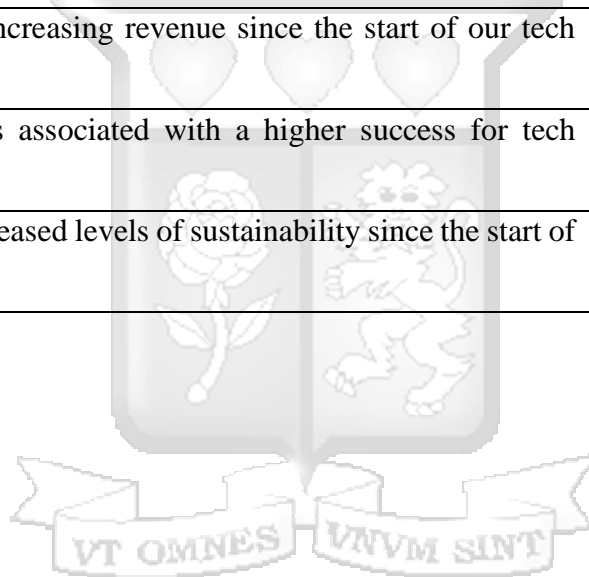 ncreasing revenue since the start of our tech
s associated with a higher success for tech
eased levels of sustainability since the start of
VT OMNES VNVM SINT